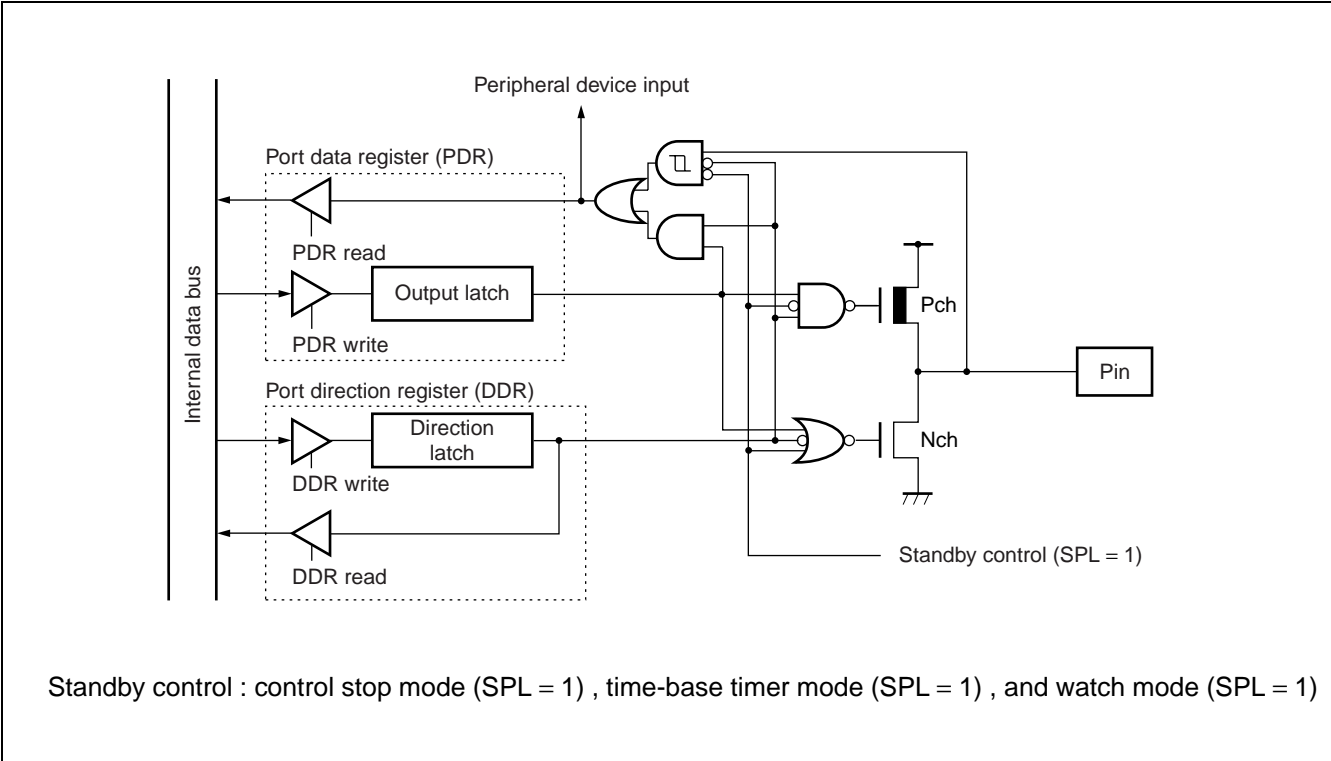 Peripheral device input
Port data register (PDR)
PDR read
Output latch
PDR write
Internal data bus
Pch
Pin
Port direction register (DDR)
Direction
latch
Nch
DDR write
Standby control (SPL = 1)
DDR read
Standby control : control stop mode (SPL = 1) , time-base timer mode (SPL = 1) , and watch mode (SPL = 1)